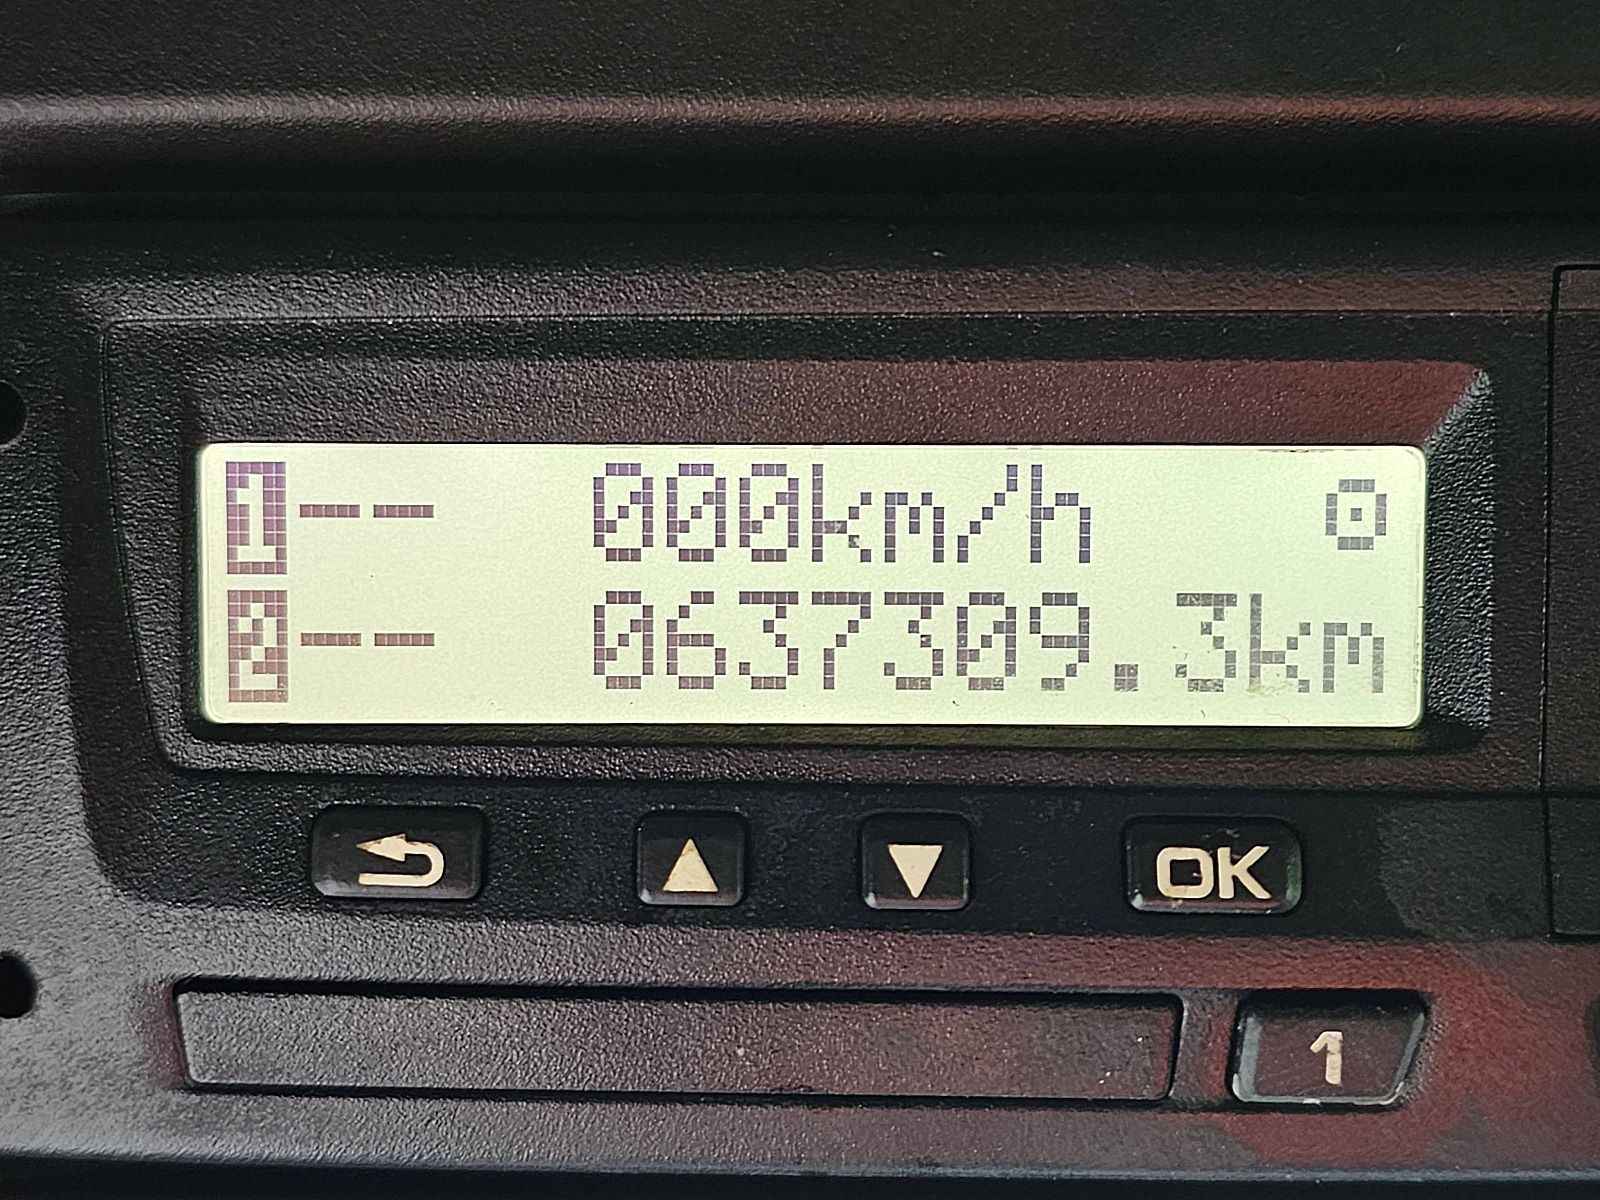 1-- 000km/h ⊙
2-- 0637309.3km
OK
1